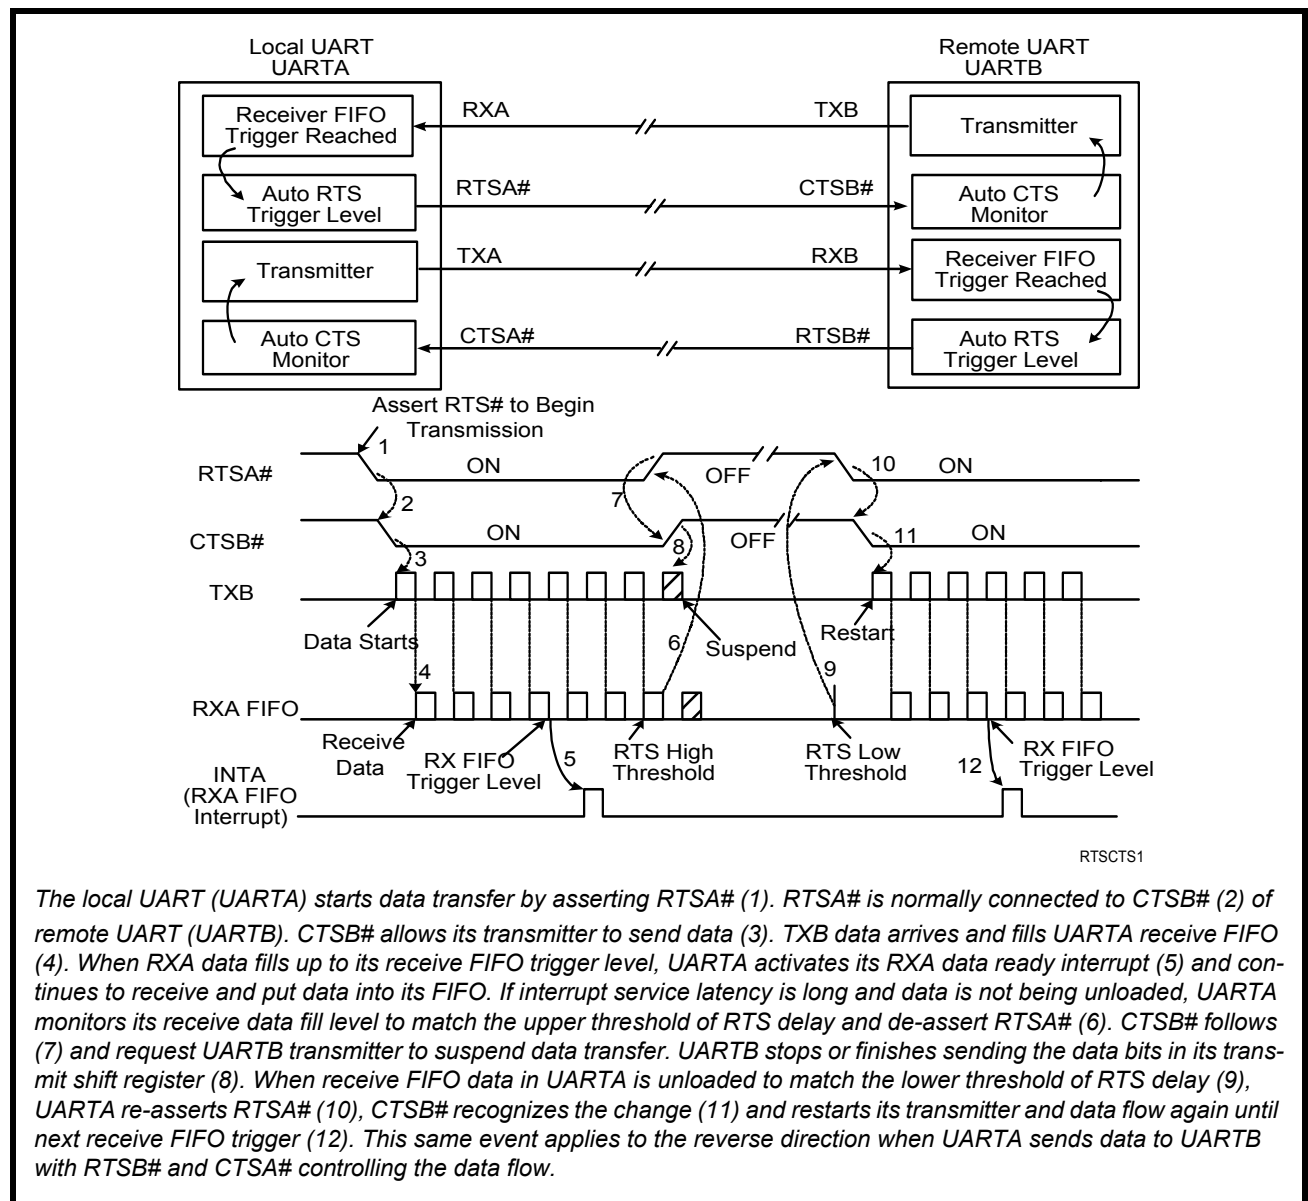 Local UART
UARTA
Remote UART
UARTB
Receiver FIFO
Trigger Reached
RXA
TXB
Transmitter
Auto RTS
Trigger Level
RTSA#
CTSB#
Auto CTS
Monitor
Transmitter
TXA
RXB
Receiver FIFO
Trigger Reached
Auto CTS
Monitor
CTSA#
RTSB#
Auto RTS
Trigger Level
Assert RTS# to Begin
Transmission
1
RTSA#
ON
OFF
10
ON
2
7
CTSB#
ON
OFF
11
ON
3
8
TXB
Data Starts
6
Suspend
Restart
4
9
RXA FIFO
Receive
Data
RX FIFO
Trigger Level
5
RTS High
Threshold
RTS Low
Threshold
12
RX FIFO
Trigger Level
INTA
(RXA FIFO
Interrupt)
RTSCTS1
The local UART (UARTA) starts data transfer by asserting RTSA# (1). RTSA# is normally connected to CTSB# (2) of
remote UART (UARTB). CTSB# allows its transmitter to send data (3). TXB data arrives and fills UARTA receive FIFO
(4). When RXA data fills up to its receive FIFO trigger level, UARTA activates its RXA data ready interrupt (5) and con-
tinues to receive and put data into its FIFO. If interrupt service latency is long and data is not being unloaded, UARTA
monitors its receive data fill level to match the upper threshold of RTS delay and de-assert RTSA# (6). CTSB# follows
(7) and request UARTB transmitter to suspend data transfer. UARTB stops or finishes sending the data bits in its trans-
mit shift register (8). When receive FIFO data in UARTA is unloaded to match the lower threshold of RTS delay (9),
UARTA re-asserts RTSA# (10), CTSB# recognizes the change (11) and restarts its transmitter and data flow again until
next receive FIFO trigger (12). This same event applies to the reverse direction when UARTA sends data to UARTB
with RTSB# and CTSA# controlling the data flow.